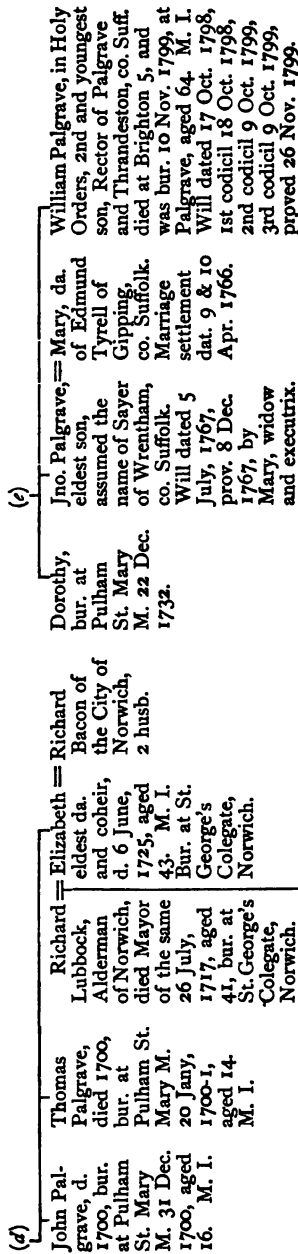 (d)
John Pal-
grave, d.
1700, bur.
at Pulham
St. Mary
M. 31 Dec.
1700, aged
16. M. I.
Thomas
Palgrave,
died 1700,
bur. at
Pulham St.
Mary M.
20 Jany,
1700-1,
aged 14.
M. I.
Richard
Lubbock,
Alderman
of Norwich,
died Mayor
of the same
26 July,
1717, aged
41, bur. at
St. George's
Colegate,
Norwich.
=
Elizabeth
eldest da.
and coheir,
d. 6 June,
1725, aged
43. M. I.
Bur. at St.
George's
Colegate,
Norwich.
=
Richard
Bacon of
the City of
Norwich,
2 husb.
(e)
Dorothy,
bur. at
Pulham
St. Mary
M. 22 Dec.
1732.
Jno. Palgrave,
eldest son,
assumed the
name of Sayer
of Wrentham,
co. Suffolk.
Will dated 5
July, 1767,
prov. 8 Dec.
1767, by
Mary, widow
and executrix.
=
Mary, da.
of Edmund
Tyrell of
Gipping,
co. Suffolk.
Marriage
settlement
dat. 9 & 10
Apr. 1766.
William Palgrave, in Holy
Orders, 2nd and youngest
son, Rector of Palgrave
and Thrandeston, co. Suff.
died at Brighton 5, and
was bur. 10 Nov. 1799, at
Palgrave, aged 64. M. I.
Will dated 17 Oct. 1798,
1st codicil 18 Oct. 1798,
2nd codicil 9 Oct. 1799,
3rd codicil 9 Oct. 1799,
proved 26 Nov. 1799.